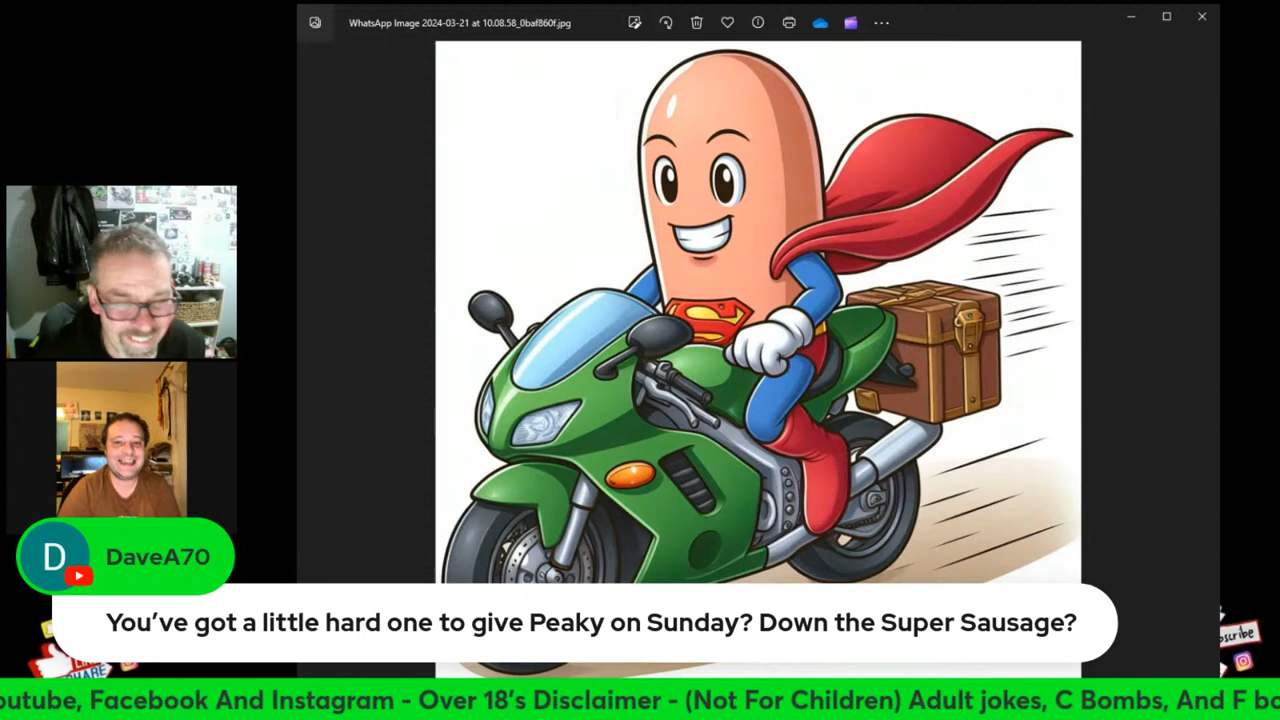 WhatsApp Image 2024-03-21 at 10.08.58_0baf860f.jpg
S
D
DaveA70
You’ve got a little hard one to give Peaky on Sunday? Down the Super Sausage?
SHARE
outube, Facebook And Instagram - Over 18’s Disclaimer - (Not For Children) Adult jokes, C Bombs, And F bo